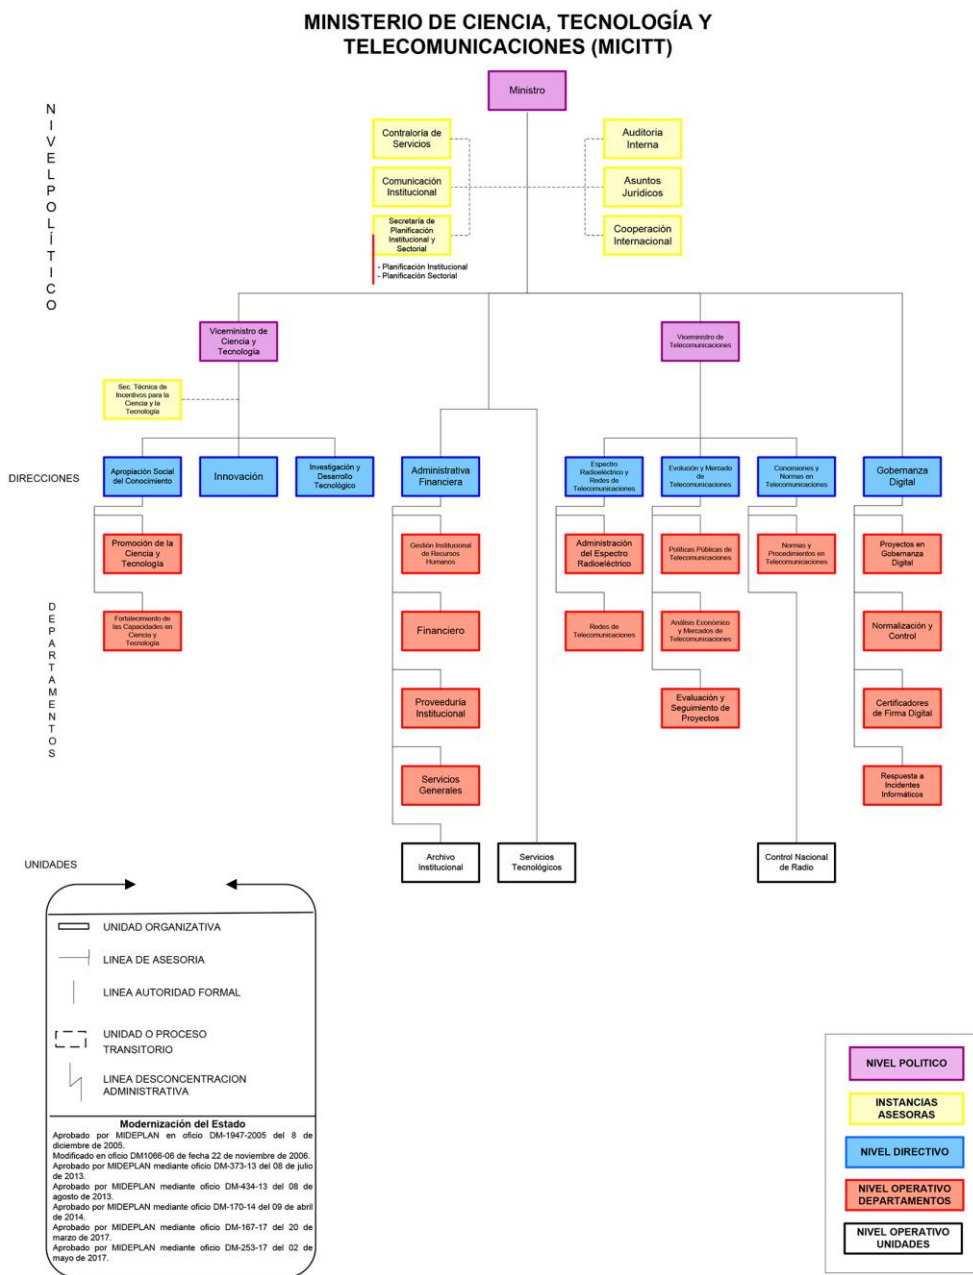 MINISTERIO DE CIENCIA, TECNOLOGÍA Y
TELECOMUNICACIONES (MICITT)
NIVEL POLÍTICO
Ministro
Contraloría de
Servicios
Auditoria
Interna
Comunicación
Institucional
Asuntos
Jurídicos
Secretaría de
Planificación
Institucional y
Sectorial
Cooperación
Internacional
- Planificación Institucional
- Planificación Sectorial
Viceministro de
Ciencia y
Tecnología
Viceministro de
Telecomunicaciones
Sec. Técnica de
Incentivos para la
Ciencia y la
Tecnología
DIRECCIONES
Apropiación Social
del Conocimiento
Innovación
Investigación y
Desarrollo
Tecnológico
Administrativa
Financiera
Espectro
Radioeléctrico y
Redes de
Telecomunicaciones
Evolución y Mercado
de
Telecomunicaciones
Concesiones y
Normas en
Telecomunicaciones
Gobernanza
Digital
DEPARTAMENTOS
Promoción de la
Ciencia y
Tecnología
Gestión Institucional
de Recursos
Humanos
Administración
del Espectro
Radioeléctrico
Políticas Públicas de
Telecomunicaciones
Normas y
Procedimientos en
Telecomunicaciones
Proyectos en
Gobernanza
Digital
Fortalecimiento de
las Capacidades en
Ciencia y
Tecnología
Financiero
Redes de
Telecomunicaciones
Análisis Económico
y Mercados de
Telecomunicaciones
Normalización y
Control
Proveeduría
Institucional
Evaluación y
Seguimiento de
Proyectos
Certificadores
de Firma Digital
Servicios
Generales
Respuesta a
Incidentes
Informáticos
UNIDADES
Archivo
Institucional
Servicios
Tecnológicos
Control Nacional
de Radio
UNIDAD ORGANIZATIVA
LINEA DE ASESORIA
LINEA AUTORIDAD FORMAL
UNIDAD O PROCESO
TRANSITORIO
LINEA DESCONCENTRACION
ADMINISTRATIVA
Modernización del Estado
Aprobado por MIDEPLAN en oficio DM-1947-2005 del 8 de
diciembre de 2005.
Modificado en oficio DM1066-06 de fecha 22 de noviembre de 2006.
Aprobado por MIDEPLAN mediante oficio DM-373-13 del 08 de julio
de 2013.
Aprobado por MIDEPLAN mediante oficio DM-434-13 del 08 de
agosto de 2013.
Aprobado por MIDEPLAN mediante oficio DM-170-14 del 09 de abril
de 2014.
Aprobado por MIDEPLAN mediante oficio DM-167-17 del 20 de
marzo de 2017.
Aprobado por MIDEPLAN mediante oficio DM-253-17 del 02 de
mayo de 2017.
NIVEL POLITICO
INSTANCIAS
ASESORAS
NIVEL DIRECTIVO
NIVEL OPERATIVO
DEPARTAMENTOS
NIVEL OPERATIVO
UNIDADES